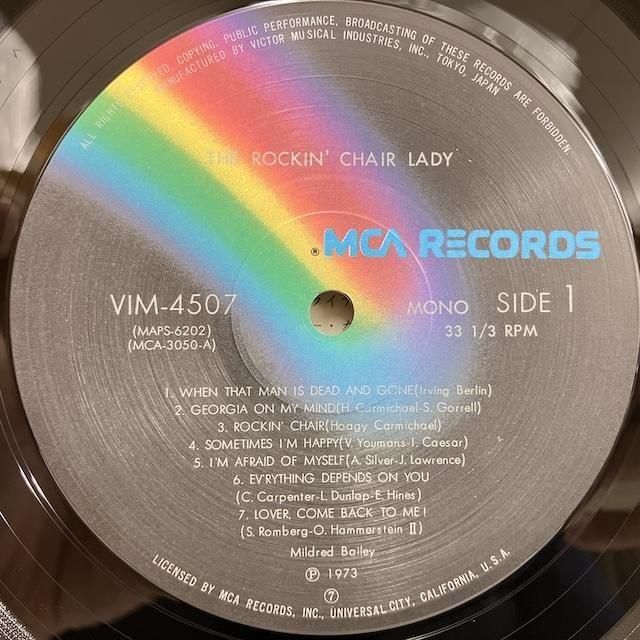 ALL RIGHTS RESERVED. COPYING, PUBLIC PERFORMANCE, BROADCASTING OF THESE RECORDS ARE FORBIDDEN.
MANUFACTURED BY VICTOR MUSICAL INDUSTRIES, INC., TOKYO, JAPAN
THE ROCKIN' CHAIR LADY
® MCA RECORDS
VIM-4507 MONO SIDE 1
(MAPS-6202) 33 1/3 RPM
(MCA-3050-A)
1. WHEN THAT MAN IS DEAD AND GONE(Irving Berlin)
2. GEORGIA ON MY MIND(H. Carmichael-S. Gorrell)
3. ROCKIN' CHAIR(Hoagy Carmichael)
4. SOMETIMES I'M HAPPY(V. Youmans-I. Caesar)
5. I'M AFRAID OF MYSELF(A. Silver-J. Lawrence)
6. EV'RYTHING DEPENDS ON YOU
(C. Carpenter-L. Dunlap-E. Hines)
7. LOVER, COME BACK TO ME!
(S. Romberg-O. Hammerstein II)
Mildred Bailey
Ⓟ 1973
⑦
LICENSED BY MCA RECORDS, INC., UNIVERSAL CITY, CALIFORNIA, U.S.A.